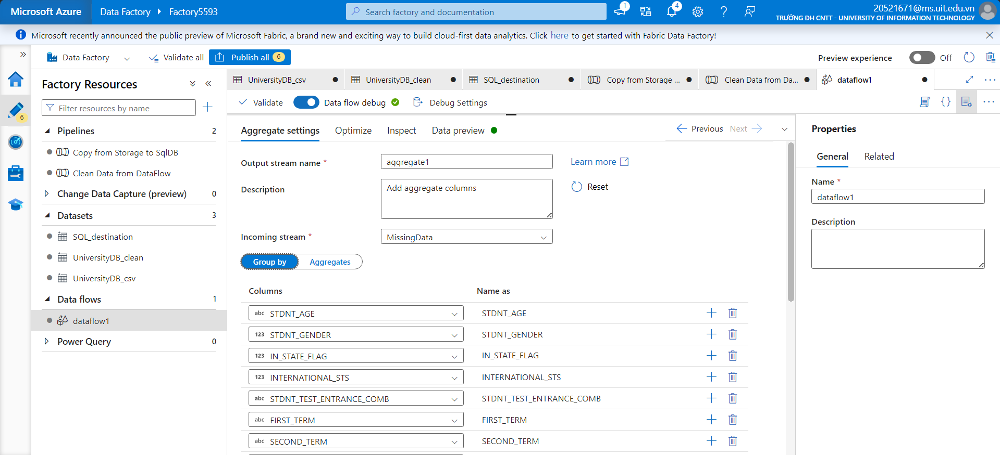 Microsoft Azure
Data Factory
Factory5593
Search factory and documentation
1
4
20521671@ms.uit.edu.vn
TRƯỜNG ĐH CNTT - UNIVERSITY OF INFORMATION TECHNOLOGY
Microsoft recently announced the public preview of Microsoft Fabric, a brand new and exciting way to build cloud-first data analytics. Click here to get started with Fabric Data Factory!
Data Factory
Validate all
Publish all 6
Preview experience
Off
6
Factory Resources
Filter resources by name
Pipelines 2
Copy from Storage to SqlDB
Clean Data from DataFlow
Change Data Capture (preview) 0
Datasets 3
SQL_destination
UniversityDB_clean
UniversityDB_csv
Data flows 1
dataflow1
Power Query 0
UniversityDB_csv
UniversityDB_clean
SQL_destination
Copy from Storage ...
Clean Data from Da...
dataflow1
Validate
Data flow debug
Debug Settings
Aggregate settings
Optimize
Inspect
Data preview
Previous
Next
Output stream name *
aggregate1
Learn more
Description
Add aggregate columns
Reset
Incoming stream *
MissingData
Group by
Aggregates
Columns
Name as
abc STDNT_AGE
STDNT_AGE
123 STDNT_GENDER
STDNT_GENDER
123 IN_STATE_FLAG
IN_STATE_FLAG
123 INTERNATIONAL_STS
INTERNATIONAL_STS
abc STDNT_TEST_ENTRANCE_COMB
STDNT_TEST_ENTRANCE_COMB
abc FIRST_TERM
FIRST_TERM
abc SECOND_TERM
SECOND_TERM
Properties
General
Related
Name *
dataflow1
Description